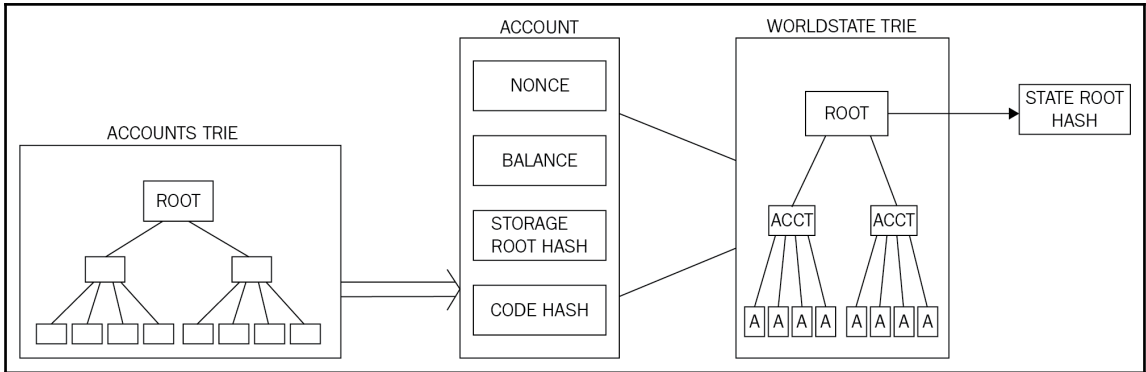 ACCOUNTS TRIE
ROOT
ACCOUNT
NONCE
BALANCE
STORAGE
ROOT HASH
CODE HASH
WORLDSTATE TRIE
ROOT
ACCT
ACCT
A A A A A A A A
STATE ROOT
HASH